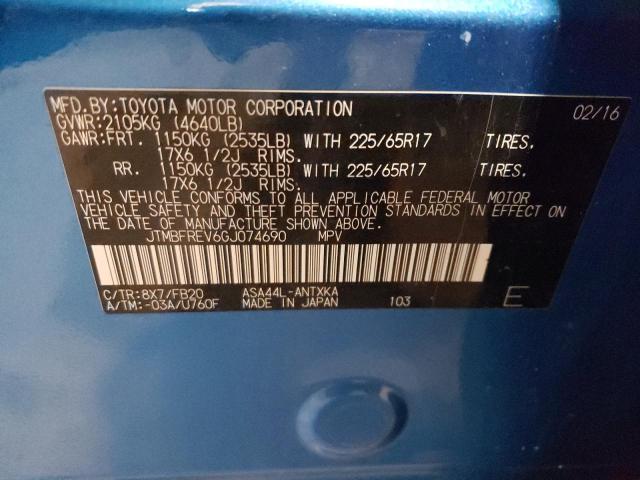 MFD.BY:TOYOTA MOTOR CORPORATION 02/16
GVWR:2105KG (4640LB)
GAWR:FRT. 1150KG (2535LB) WITH 225/65R17 TIRES.
17X6 1/2J RIMS.
RR. 1150KG (2535LB) WITH 225/65R17 TIRES.
17X6 1/2J RIMS.
THIS VEHICLE CONFORMS TO ALL APPLICABLE FEDERAL MOTOR
VEHICLE SAFETY AND THEFT PREVENTION STANDARDS IN EFFECT ON
THE DATE OF MANUFACTURE SHOWN ABOVE.
JTMBFREV6GJ074690 MPV
C/TR:8X7/FB20 ASA44L-ANTXKA
A/TM:-03A/U760F MADE IN JAPAN 103 E